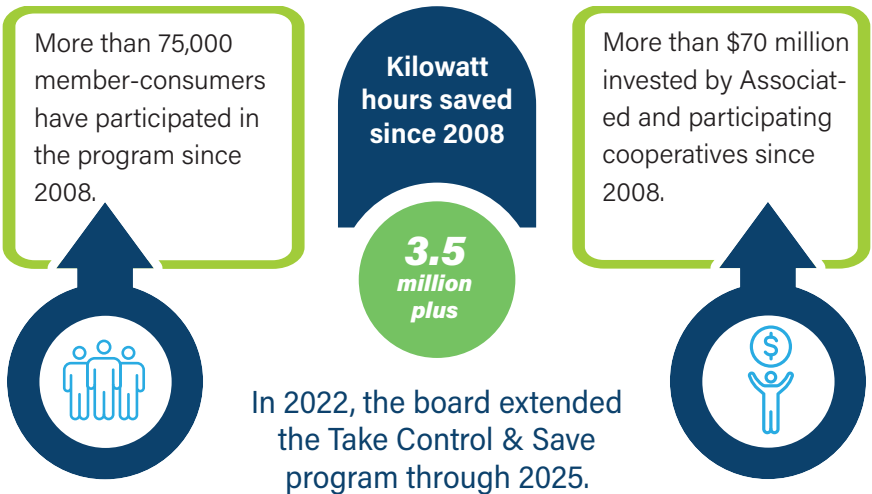 More than 75,000
member-consumers
have participated in
the program since
2008.
Kilowatt
hours saved
since 2008
3.5
million
plus
More than $70 million
invested by Associat-
ed and participating
cooperatives since
2008.
$
In 2022, the board extended
the Take Control & Save
program through 2025.